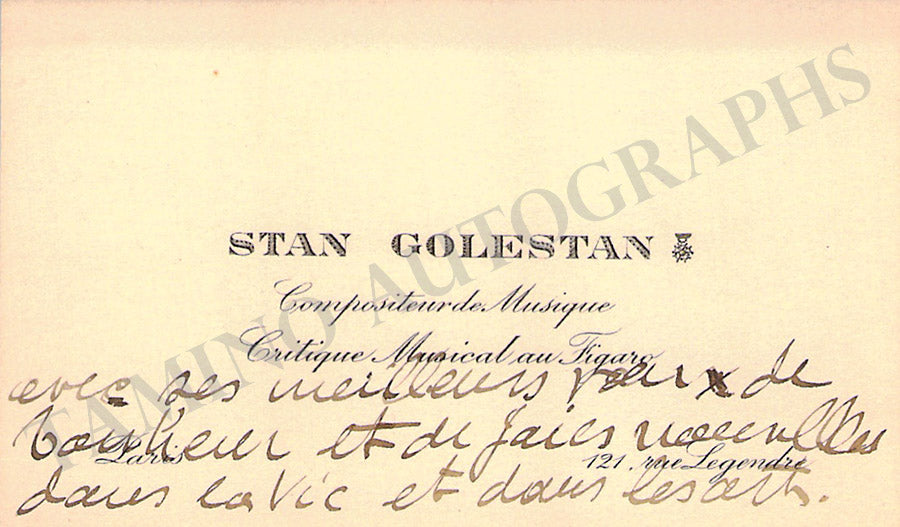 STAN GOLESTAN
Compositeur de Musique
Critique Musical au Figaro
avec ses meilleurs voeux de
bonheur et de joies nouvelles
Paris 121, rue Legendre
dans la Vie et dans les arts.
TAMINO AUTOGRAPHS